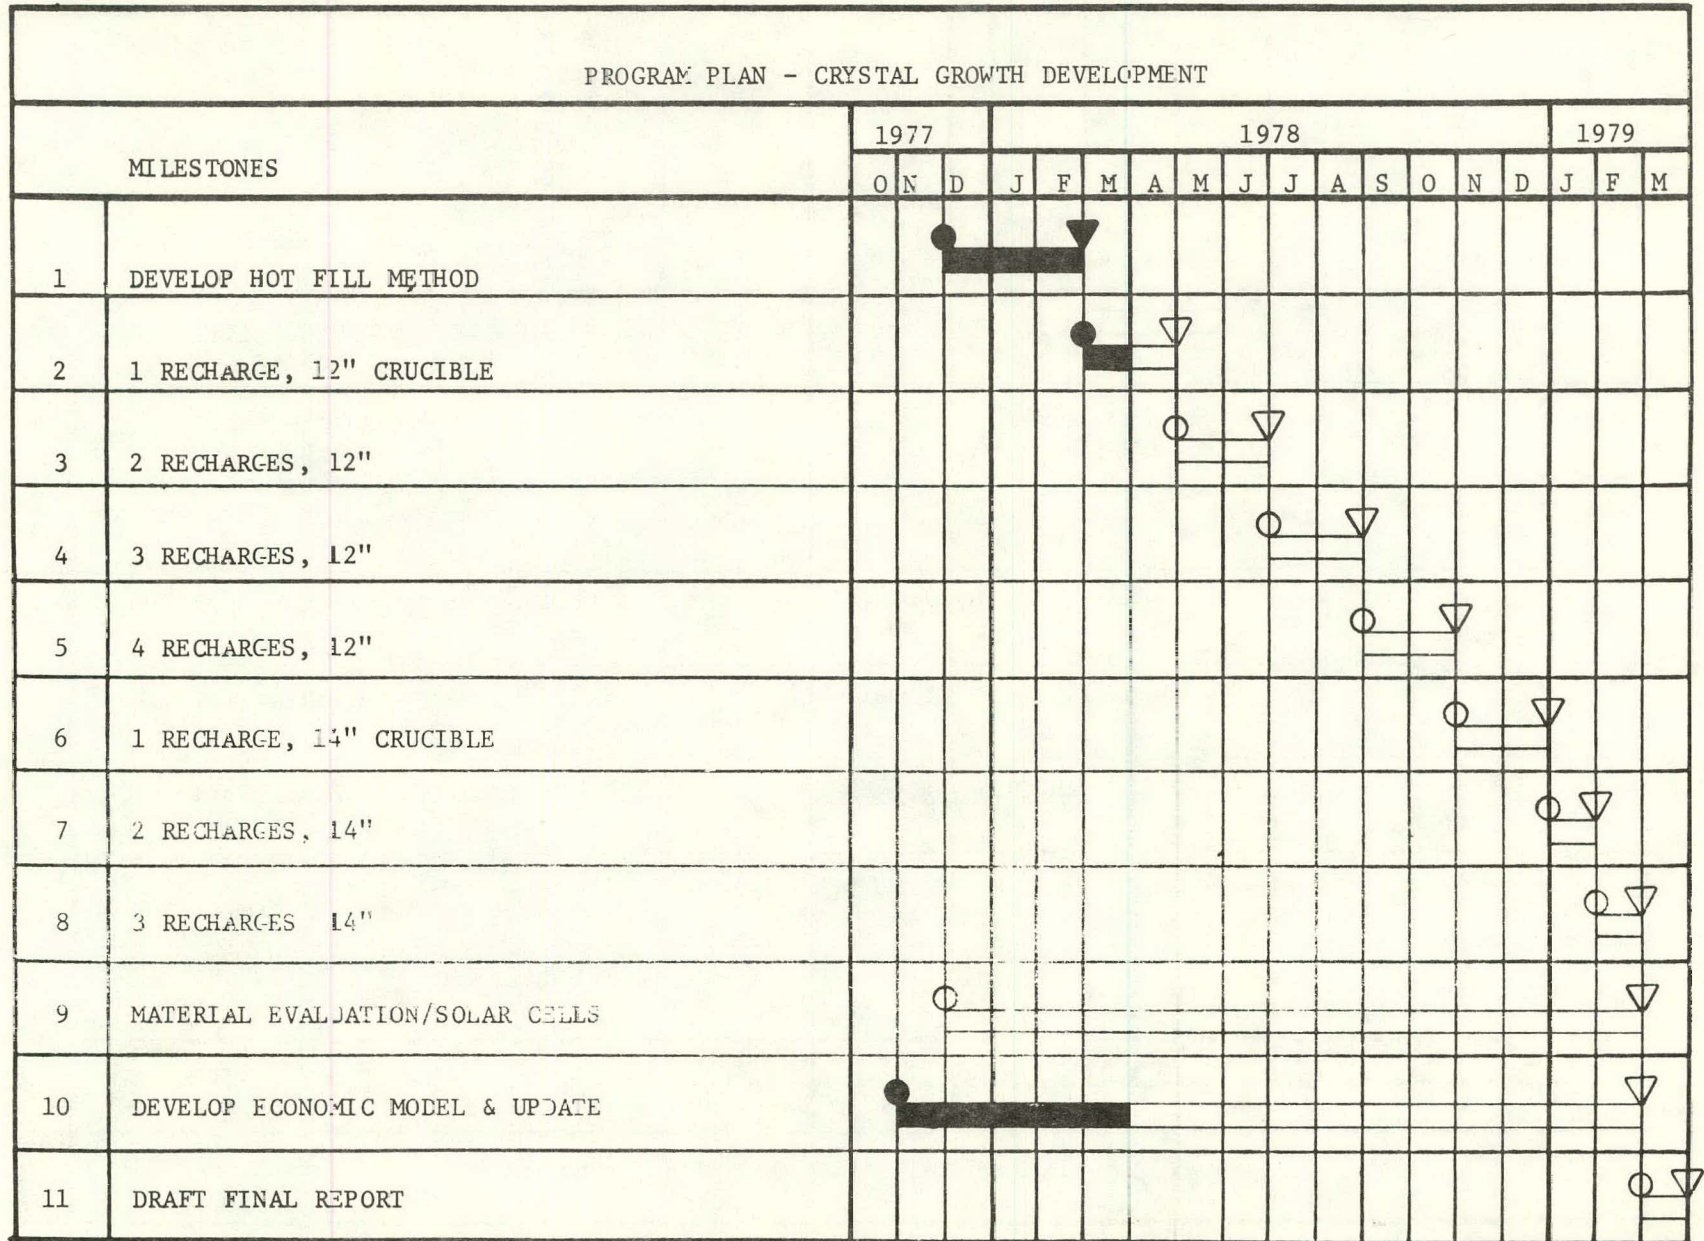 PROGRAM PLAN - CRYSTAL GROWTH DEVELOPMENT
MILESTONES
1977 1978 1979
O N D J F M A M J J A S O N D J F M
1 DEVELOP HOT FILL METHOD
2 1 RECHARGE, 12" CRUCIBLE
3 2 RECHARGES, 12"
4 3 RECHARGES, 12"
5 4 RECHARGES, 12"
6 1 RECHARGE, 14" CRUCIBLE
7 2 RECHARGES, 14"
8 3 RECHARGES 14"
9 MATERIAL EVALUATION/SOLAR CELLS
10 DEVELOP ECONOMIC MODEL & UPDATE
11 DRAFT FINAL REPORT